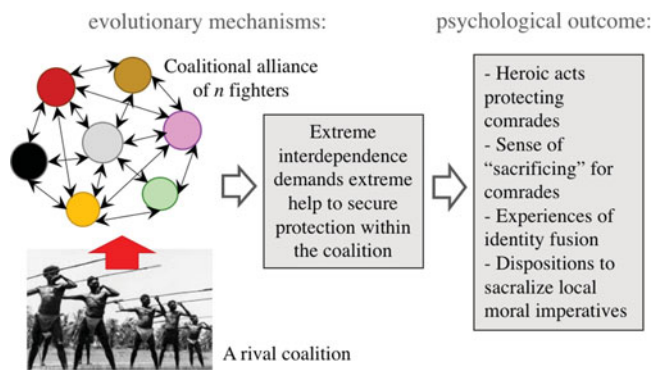 evolutionary mechanisms:
psychological outcome:
Coalitional alliance
of n fighters
Extreme
interdependence
demands extreme
help to secure
protection within
the coalition
- Heroic acts
protecting
comrades
- Sense of
“sacrificing” for
comrades
- Experiences of
identity fusion
- Dispositions to
sacralize local
moral imperatives
A rival coalition